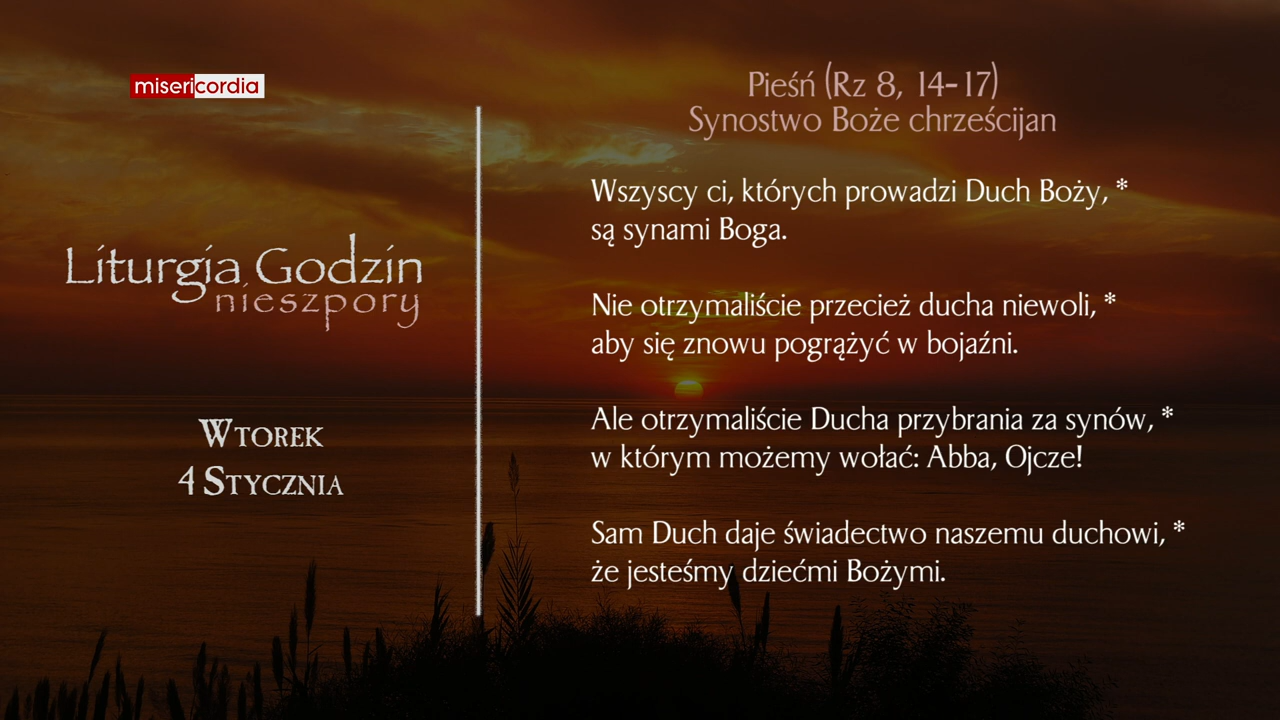 misericordia
Liturgia Godzin
nieszpory
Wtorek
4 Stycznia
Pieśń (Rz 8, 14-17)
Synostwo Boże chrześcijan
Wszyscy ci, których prowadzi Duch Boży, *
są synami Boga.
Nie otrzymaliście przecież ducha niewoli, *
aby się znowu pogrążyć w bojaźni.
Ale otrzymaliście Ducha przybrania za synów, *
w którym możemy wołać: Abba, Ojcze!
Sam Duch daje świadectwo naszemu duchowi, *
że jesteśmy dziećmi Bożymi.